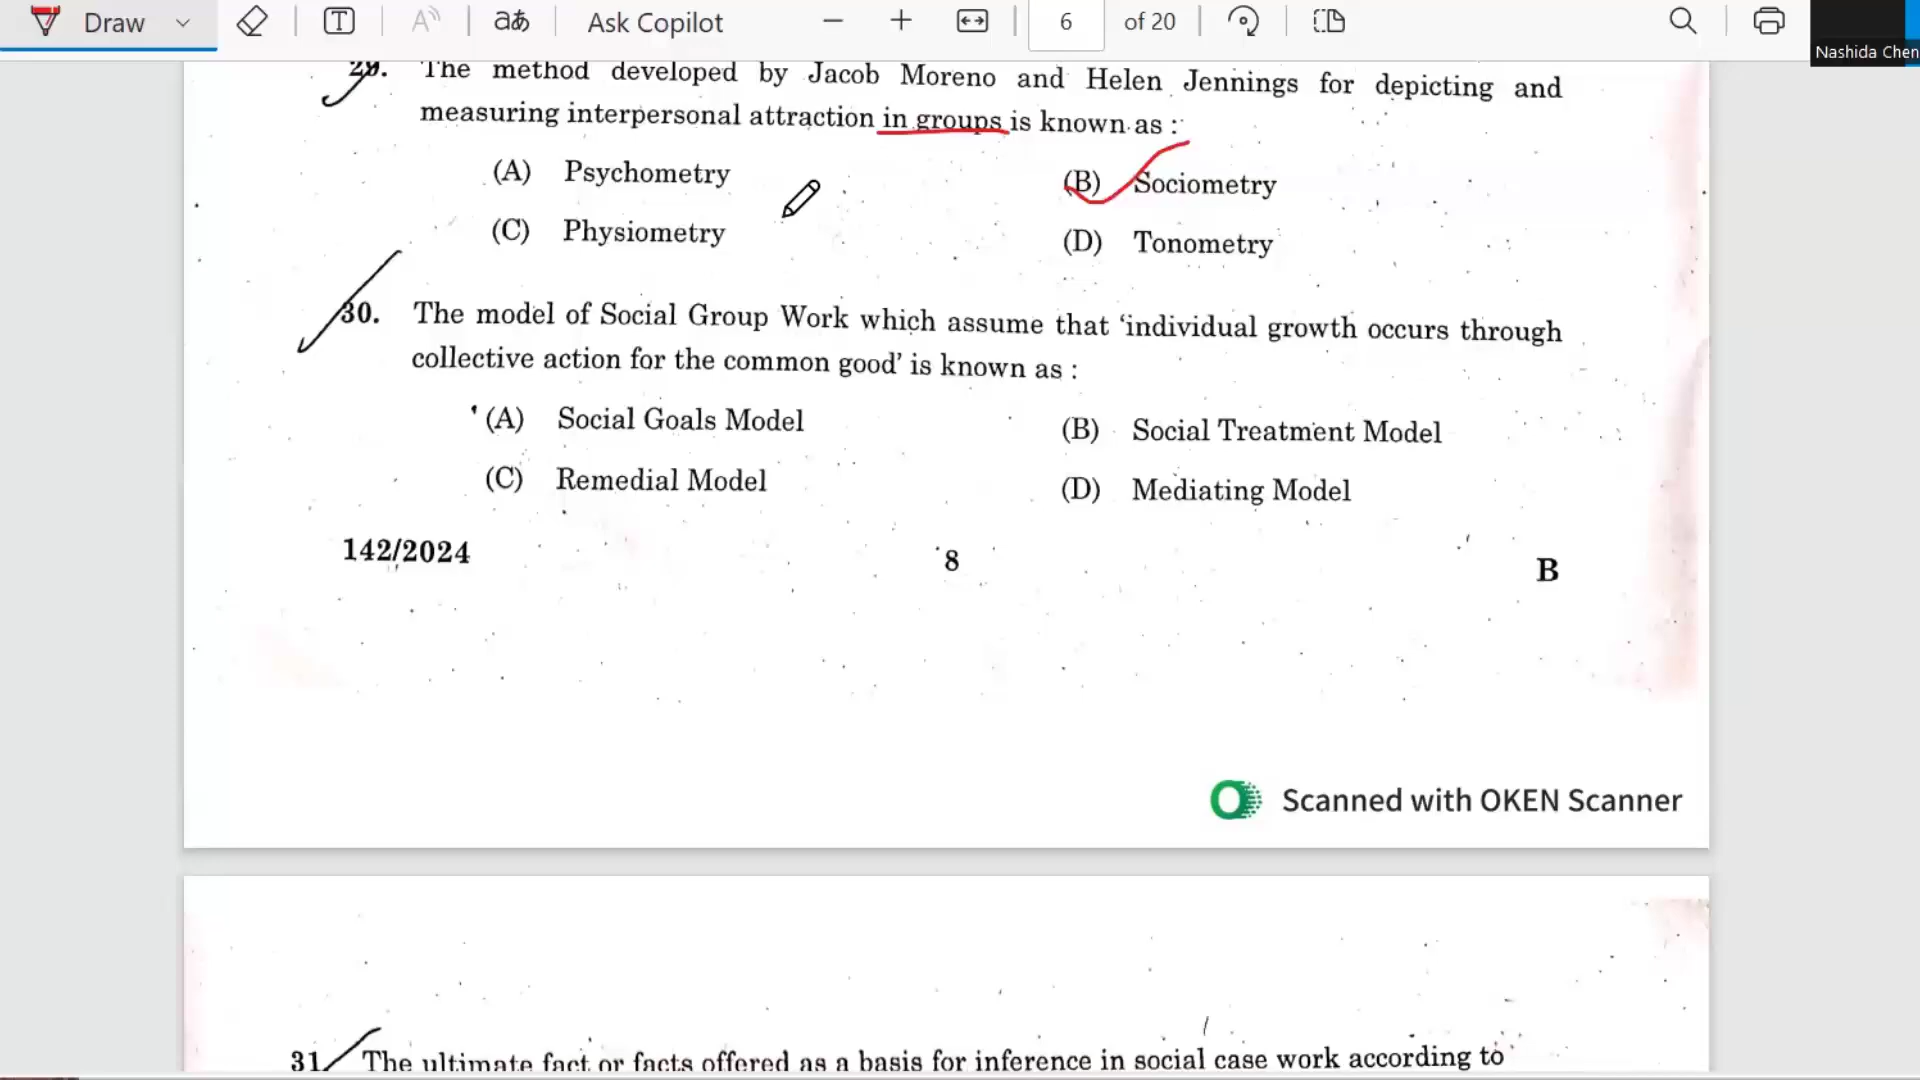 Draw
Ask Copilot
6 of 20
Nashida Chen
29. The method developed by Jacob Moreno and Helen Jennings for depicting and
measuring interpersonal attraction in groups is known as :
(A) Psychometry (B) Sociometry
(C) Physiometry (D) Tonometry
30. The model of Social Group Work which assume that ‘individual growth occurs through
collective action for the common good’ is known as :
(A) Social Goals Model (B) Social Treatment Model
(C) Remedial Model (D) Mediating Model
142/2024 8 B
Scanned with OKEN Scanner
31. The ultimate fact or facts offered as a basis for inference in social case work according to